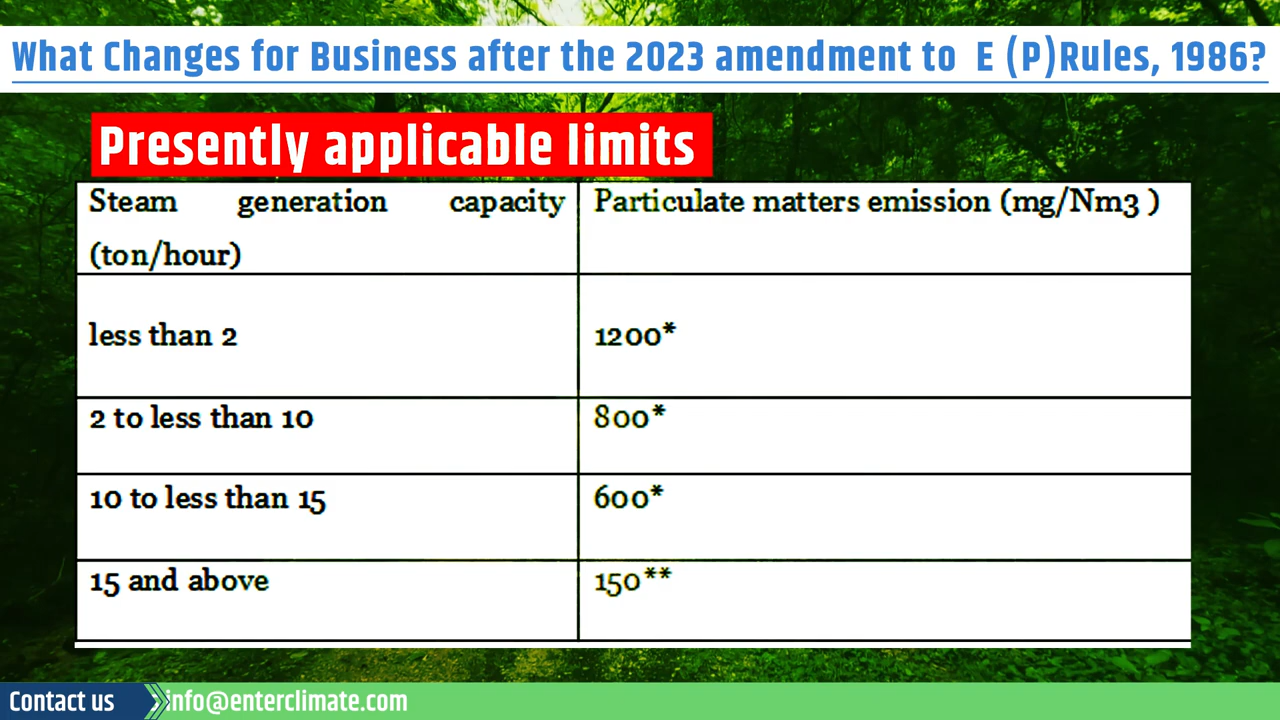 What Changes for Business after the 2023 amendment to E (P)Rules, 1986?
Presently applicable limits
Steam generation capacity
(ton/hour)
Particulate matters emission (mg/Nm3 )
less than 2
1200*
2 to less than 10
800*
10 to less than 15
600*
15 and above
150**
Contact us
info@enterclimate.com